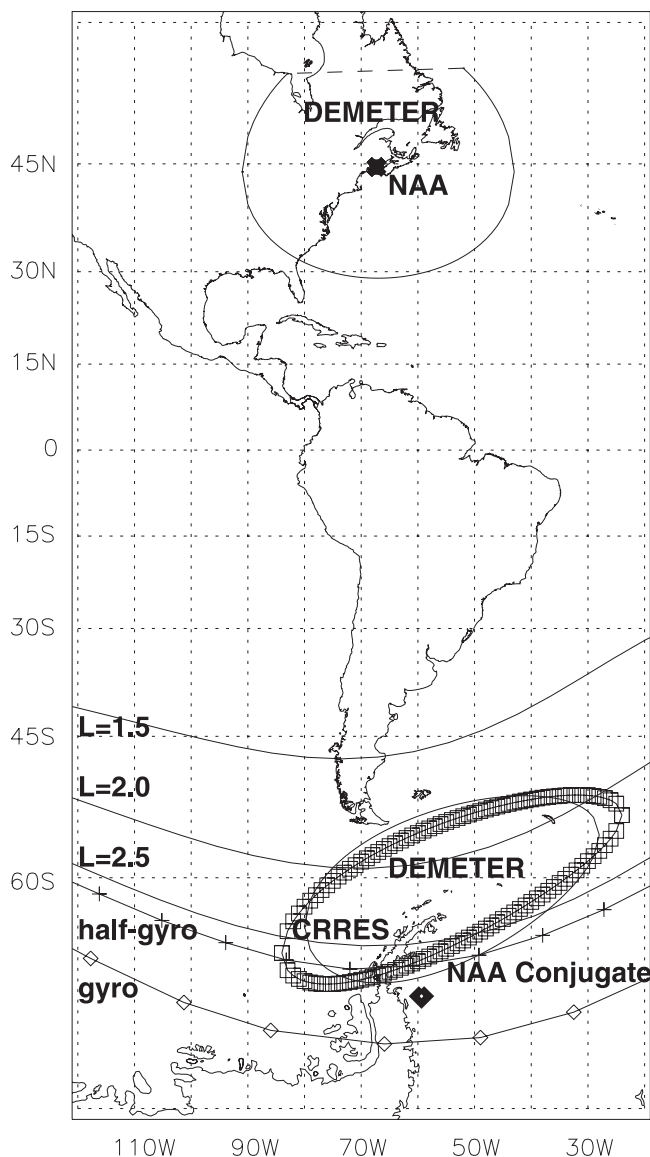 DEMETER
45N
NAA
30N
15N
0
15S
30S
L=1.5
45S
L=2.0
L=2.5
DEMETER
60S
half-gyro
CRRES
NAA Conjugate
gyro
110W 90W 70W 50W 30W